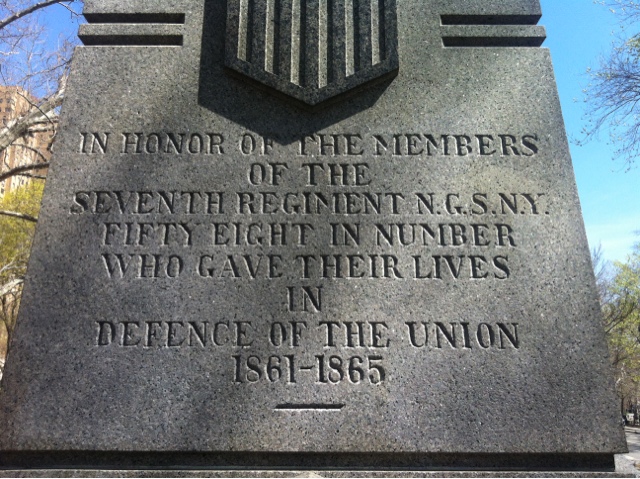 IN HONOR OF THE MEMBERS
OF THE
SEVENTH REGIMENT N.G.S.N.Y.
FIFTY EIGHT IN NUMBER
WHO GAVE THEIR LIVES
IN
DEFENCE OF THE UNION
1861-1865